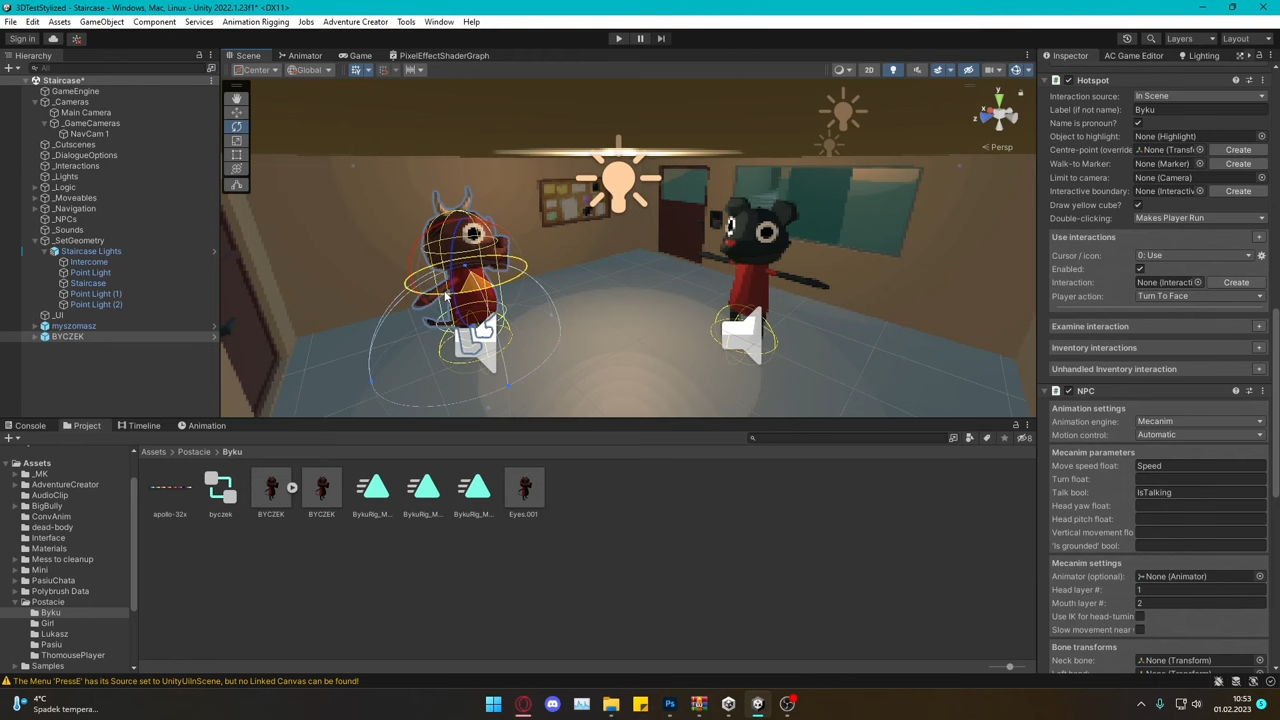 3DTestStylized - Staircase - Windows, Mac, Linux - Unity 2022.1.23f1* <DX11>
File Edit Assets GameObject Component Services Animation Rigging Jobs Adventure Creator Tools Window Help
Sign in Layers Layout
Hierarchy
All
Staircase*
GameEngine
_Cameras
Main Camera
_GameCameras
NavCam 1
_Cutscenes
_DialogueOptions
_Interactions
_Lights
_Logic
_Moveables
_Navigation
_NPCs
_Sounds
_SetGeometry
Staircase Lights
Intercome
Point Light
Staircase
Point Light (1)
Point Light (2)
_UI
myszomasz
BYCZEK
Scene Animator Game PixelEffectShaderGraph
Center Global 2D
y
x
z
Persp
Inspector AC Game Editor Lighting
Hotspot
Interaction source: In Scene
Label (if not name): Byku
Name is pronoun?
Object to highlight: None (Highlight)
Centre-point (override None (Transf Create
Walk-to Marker: None (Marker) Create
Limit to camera: None (Camera)
Interactive boundary: None (Interactiv Create
Draw yellow cube?
Double-clicking: Makes Player Run
Use interactions
Cursor / icon: 0: Use
Enabled:
Interaction: None (Interacti Create
Player action: Turn To Face
Examine interaction
Inventory interactions
Unhandled Inventory interaction
NPC
Animation settings
Animation engine: Mecanim
Motion control: Automatic
Mecanim parameters
Move speed float: Speed
Turn float:
Talk bool: IsTalking
Head yaw float:
Head pitch float:
Vertical movement flo
'Is grounded' bool:
Mecanim settings
Animator (optional): None (Animator)
Head layer #: 1
Mouth layer #: 2
Use IK for head-turnin
Slow movement near
Bone transforms
Neck bone: None (Transform)
Console Project Timeline Animation
8
Assets
_MK
AdventureCreator
AudioClip
BigBully
ConvAnim
dead-body
Interface
Materials
Mess to cleanup
Mini
PasiuChata
Polybrush Data
Postacie
Byku
Girl
Lukasz
Pasiu
ThomousePlayer
Samples
Assets > Postacie > Byku
apollo-32x byczek BYCZEK BYCZEK BykuRig_M... BykuRig_M... BykuRig_M... Eyes.001
The Menu 'PressE' has its Source set to UnityUiInScene, but no Linked Canvas can be found!
4°C
Spadek tempera...
10:53
01.02.2023